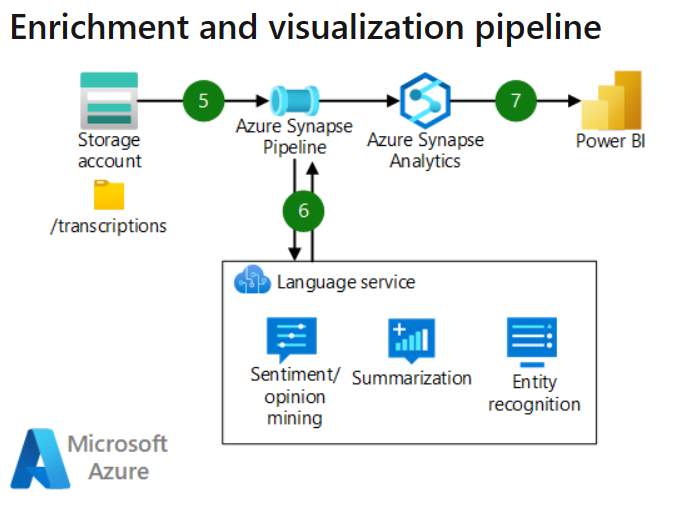 Enrichment and visualization pipeline
5
7
Storage
account
Azure Synapse
Pipeline
Azure Synapse
Analytics
Power BI
/transcriptions
6
Language service
Sentiment/
opinion
mining
Summarization
Entity
recognition
Microsoft
Azure